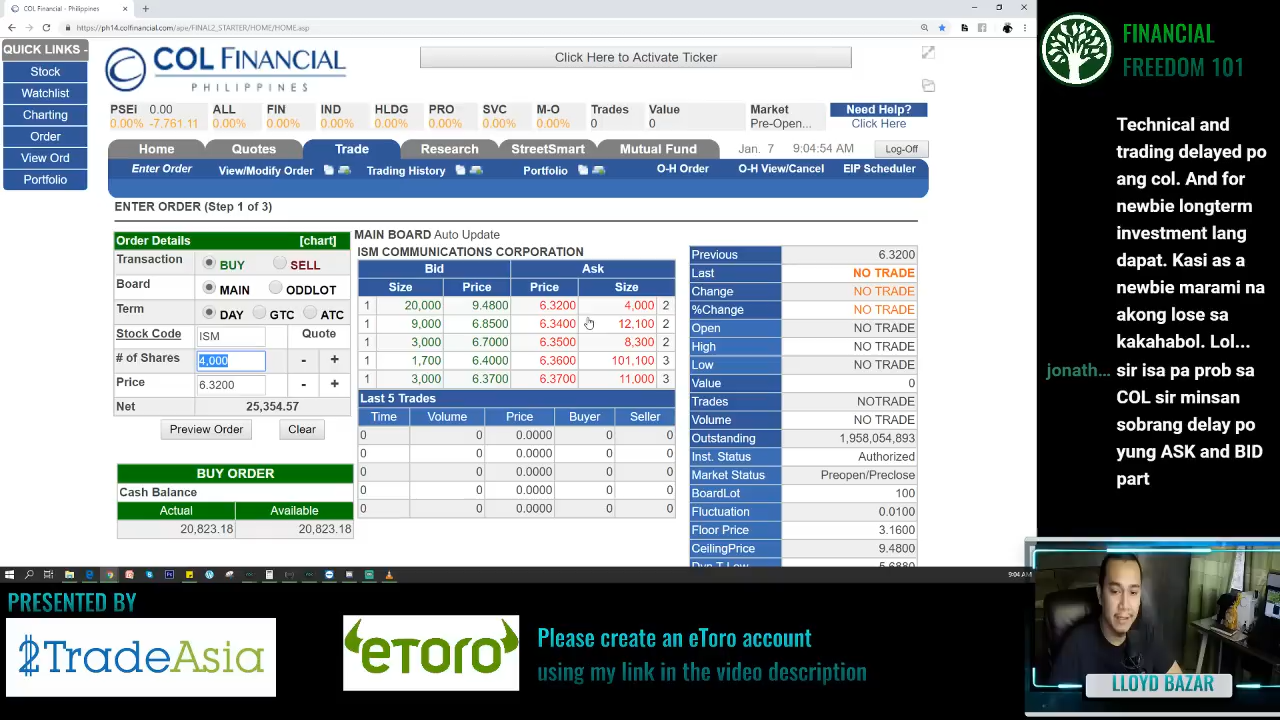 COL Financial - Philippines
https://ph14.colfinancial.com/ape/FINAL2_STARTER/HOME/HOME.asp
QUICK LINKS -
Stock
Watchlist
Charting
Order
View Ord
Portfolio
COL FINANCIAL
PHILIPPINES
Click Here to Activate Ticker
PSEi 0.00 ALL FIN IND HLDG PRO SVC M-O Trades Value Market
0.00% -7,761.11 0.00% 0.00% 0.00% 0.00% 0.00% 0.00% 0.00% 0 0 Pre-Open...
Need Help?
Click Here
Home Quotes Trade Research StreetSmart Mutual Fund Jan. 7 9:04:54 AM Log-Off
Enter Order View/Modify Order Trading History Portfolio O-H Order O-H View/Cancel EIP Scheduler
ENTER ORDER (Step 1 of 3)
Order Details [chart]
Transaction BUY SELL
Board MAIN ODDLOT
Term DAY GTC ATC
Stock Code ISM Quote
# of Shares 4,000 - +
Price 6.3200 - +
Net 25,354.57
Preview Order Clear
BUY ORDER
Cash Balance
Actual Available
20,823.18 20,823.18
MAIN BOARD Auto Update
ISM COMMUNICATIONS CORPORATION
Bid Ask
Size Price Price Size
1 20,000 9.4800 6.3200 4,000 2
1 9,000 6.8500 6.3400 12,100 2
1 3,000 6.7000 6.3500 8,300 2
1 1,700 6.4000 6.3600 101,100 3
1 3,000 6.3700 6.3700 11,000 3
Last 5 Trades
Time Volume Price Buyer Seller
0 0 0.0000 0 0
0 0 0.0000 0 0
0 0 0.0000 0 0
0 0 0.0000 0 0
0 0 0.0000 0 0
Previous 6.3200
Last NO TRADE
Change NO TRADE
%Change NO TRADE
Open NO TRADE
High NO TRADE
Low NO TRADE
Value 0
Trades NOTRADE
Volume NO TRADE
Outstanding 1,958,054,893
Inst. Status Authorized
Market Status Preopen/Preclose
BoardLot 100
Fluctuation 0.0100
Floor Price 3.1600
CeilingPrice 9.4800
Dyn T Low 5.6880
9:04 AM
FINANCIAL
FREEDOM 101
Technical and
trading delayed po
ang col. And for
newbie longterm
investment lang
dapat. Kasi as a
newbie marami na
akong lose sa
kakahabol. Lol...
jonath... sir isa pa prob sa
COL sir minsan
sobrang delay po
yung ASK and BID
part
PRESENTED BY
2TradeAsia
eToro
Please create an eToro account
using my link in the video description
LLOYD BAZAR